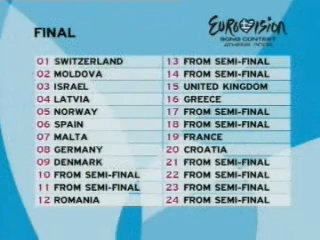 FINAL
EUROVISION
SONG CONTEST
ATHENS 2006
01 SWITZERLAND
02 MOLDOVA
03 ISRAEL
04 LATVIA
05 NORWAY
06 SPAIN
07 MALTA
08 GERMANY
09 DENMARK
10 FROM SEMI-FINAL
11 FROM SEMI-FINAL
12 ROMANIA
13 FROM SEMI-FINAL
14 FROM SEMI-FINAL
15 UNITED KINGDOM
16 GREECE
17 FROM SEMI-FINAL
18 FROM SEMI-FINAL
19 FRANCE
20 CROATIA
21 FROM SEMI-FINAL
22 FROM SEMI-FINAL
23 FROM SEMI-FINAL
24 FROM SEMI-FINAL